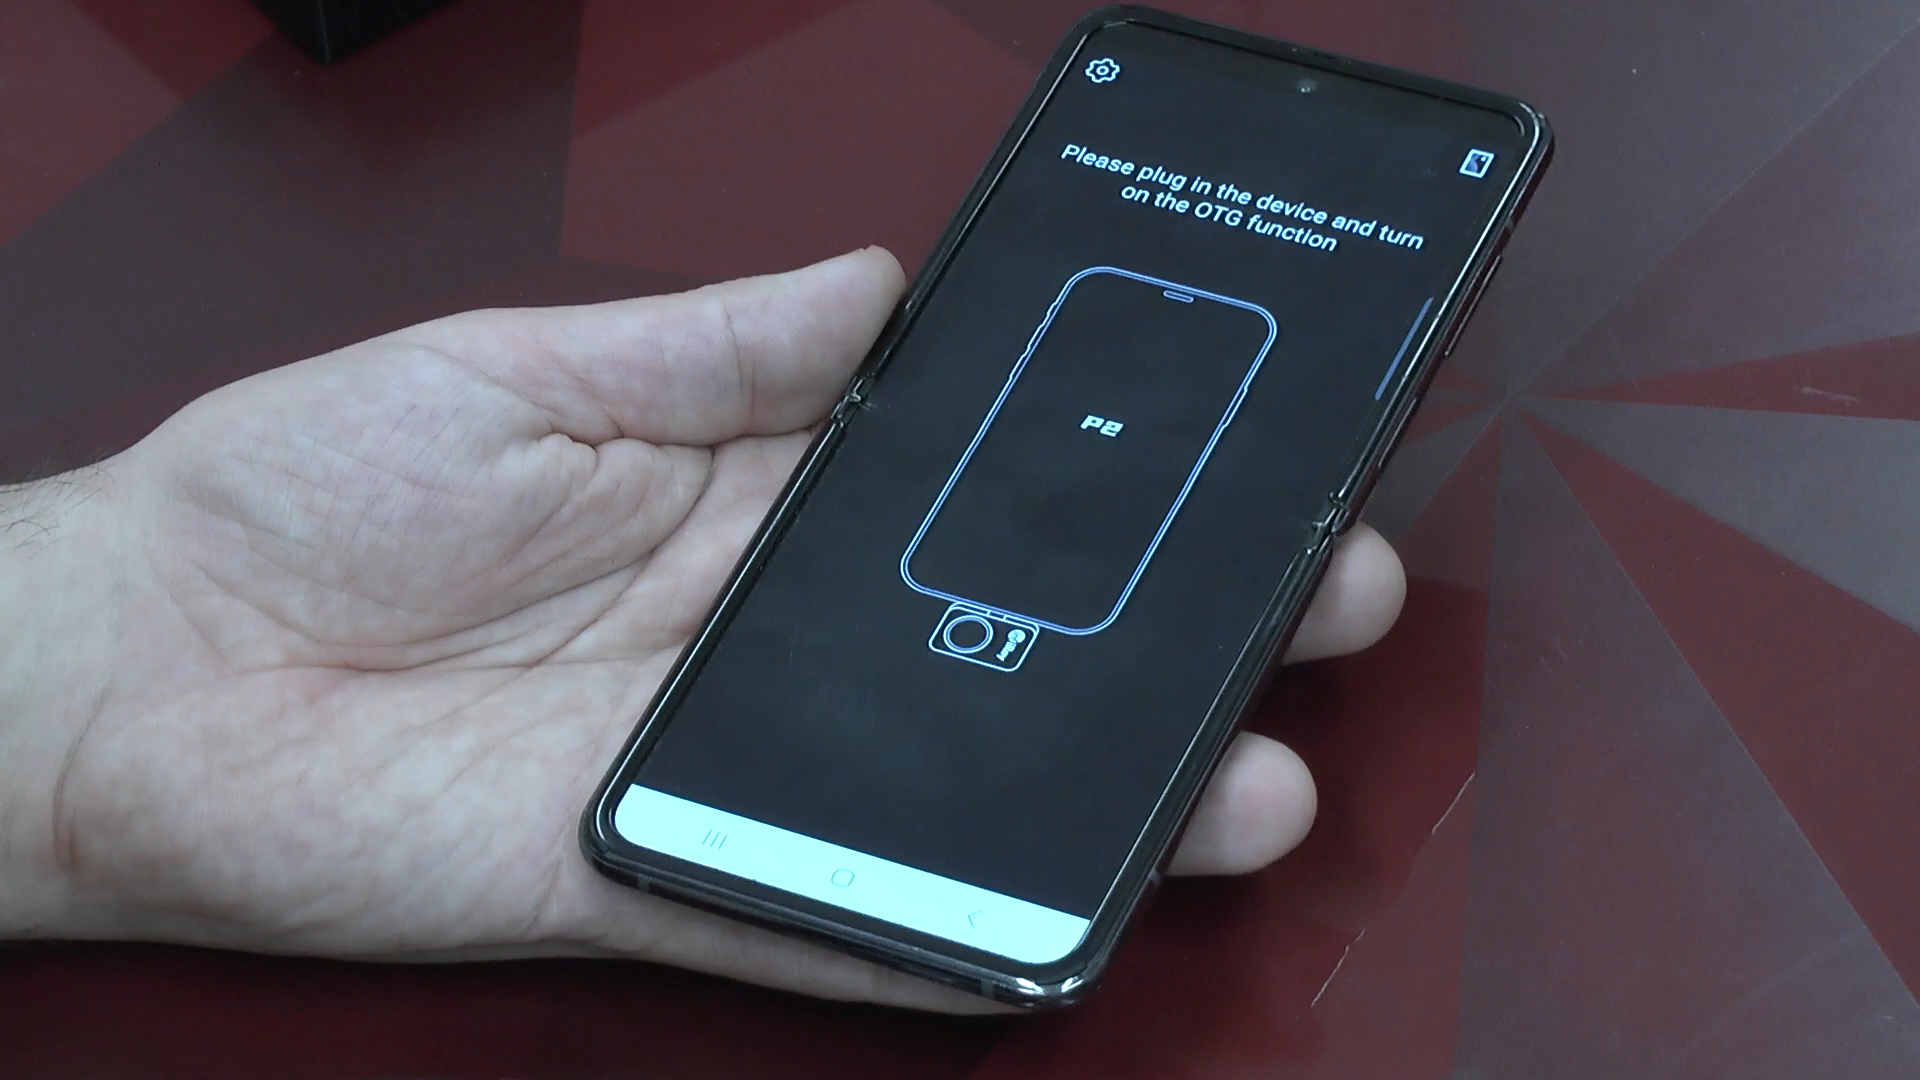 Please plug in the device and turn
on the OTG function
P2